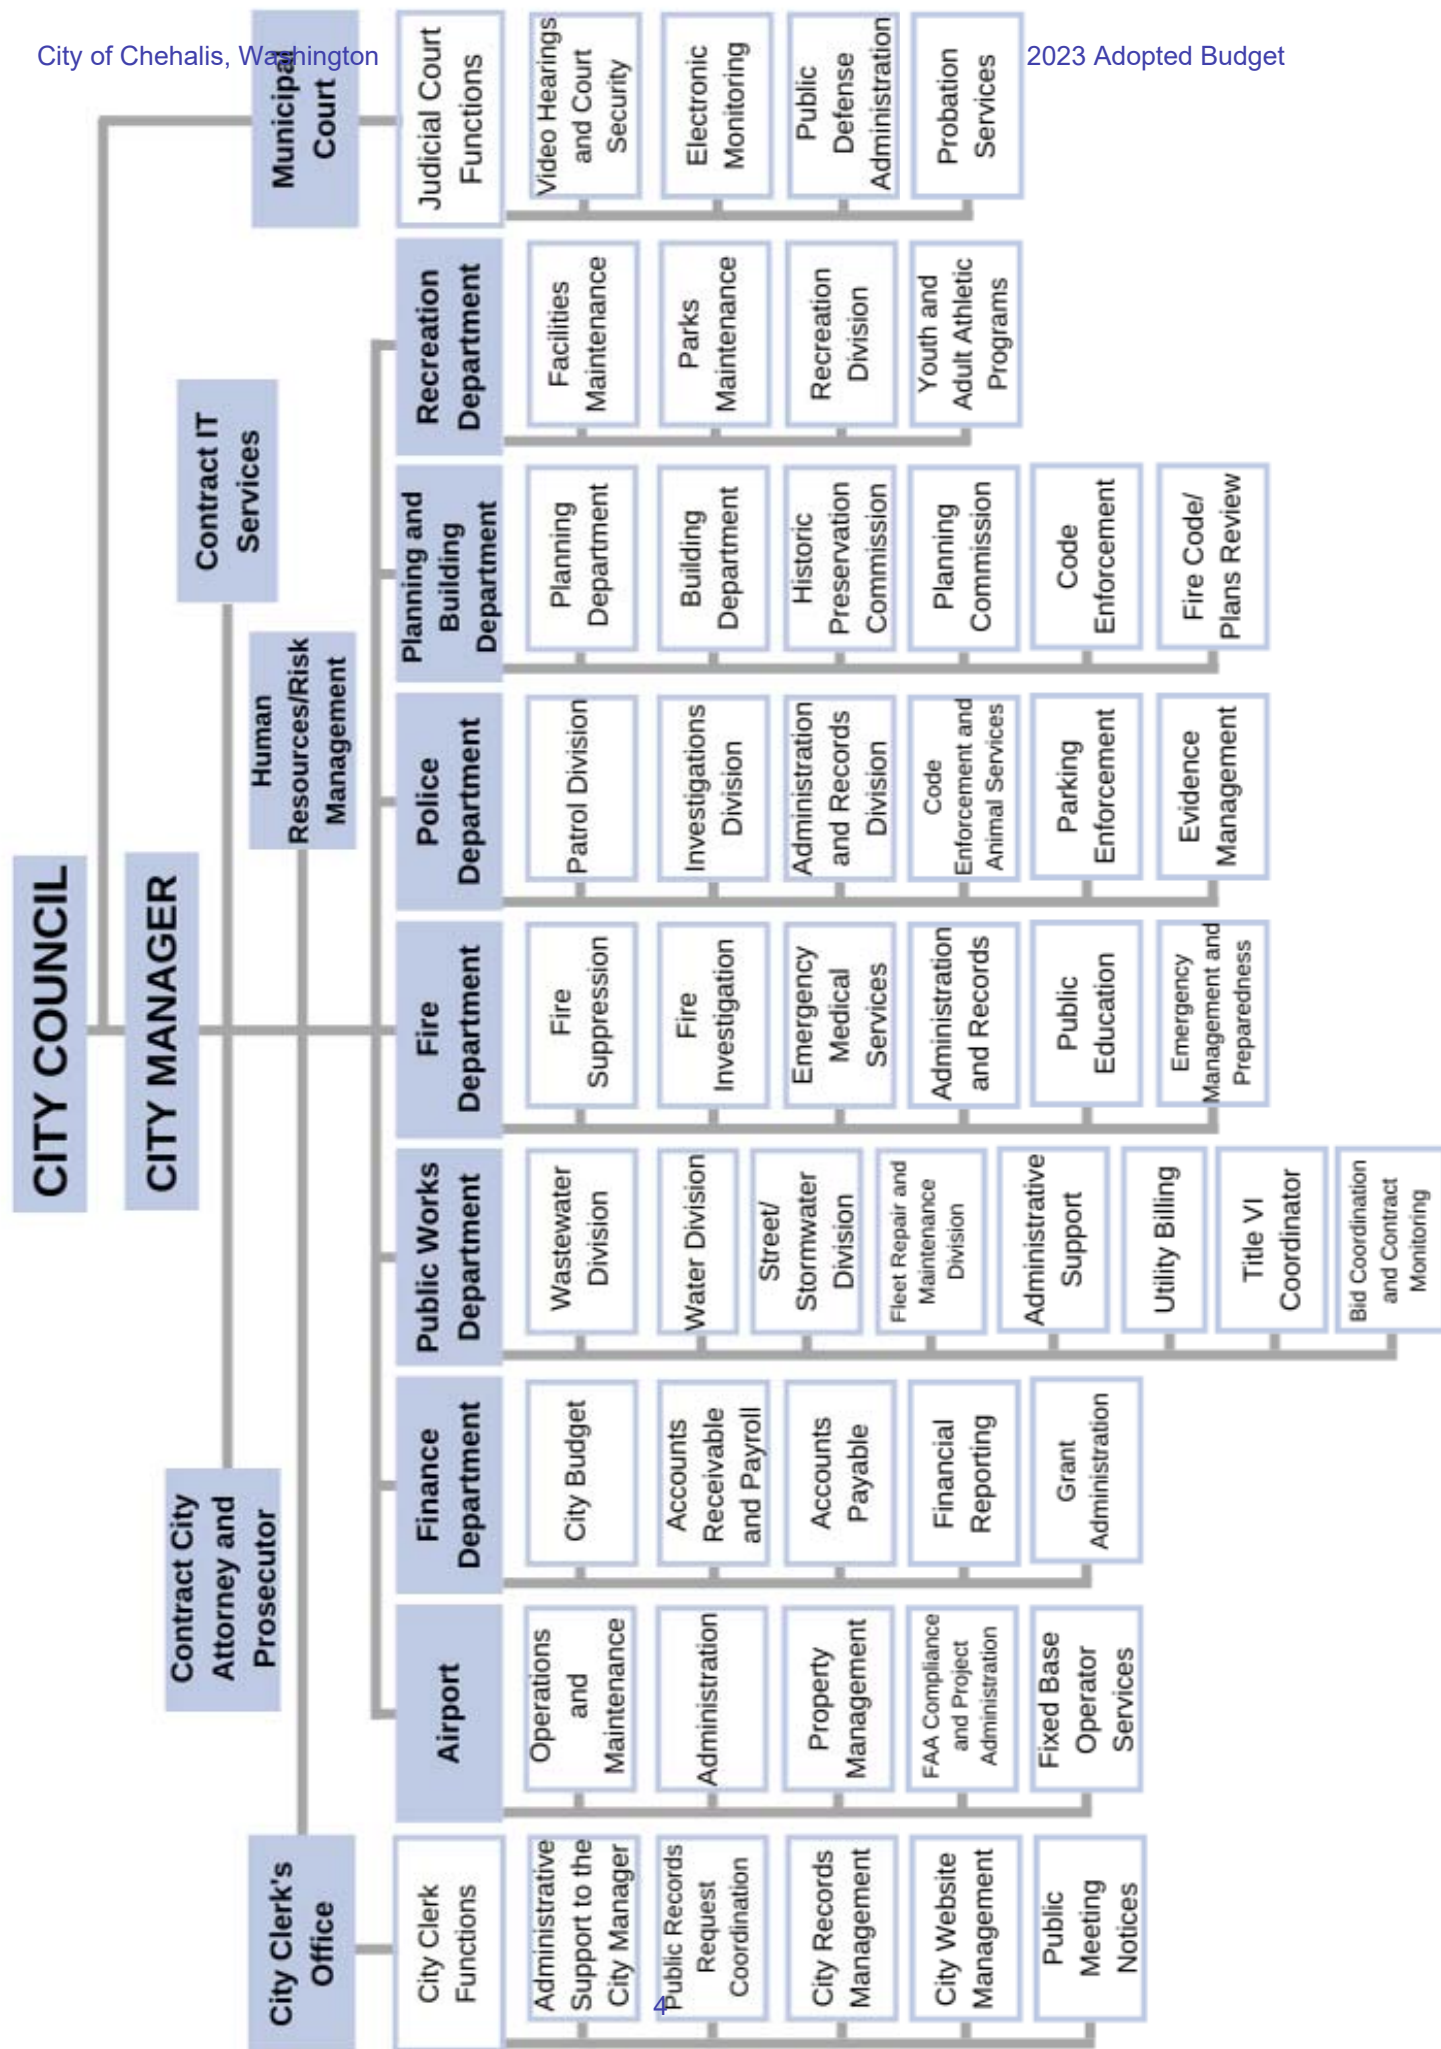 City of Chehalis, Washington
2023 Adopted Budget
CITY COUNCIL
CITY MANAGER
Contract City
Attorney and
Prosecutor
Contract IT
Services
City Clerk's
Office
Human
Resources/Risk
Management
Municipal
Court
City Clerk
Functions
Administrative
Support to the
City Manager
Public Records
Request
Coordination
City Records
Management
City Website
Management
Public
Meeting
Notices
Airport
Operations
and
Maintenance
Administration
Property
Management
FAA Compliance
and Project
Administration
Fixed Base
Operator
Services
Finance
Department
City Budget
Accounts
Receivable
and Payroll
Accounts
Payable
Financial
Reporting
Grant
Administration
Public Works
Department
Wastewater
Division
Water Division
Street/
Stormwater
Division
Fleet Repair and
Maintenance
Division
Administrative
Support
Utility Billing
Title VI
Coordinator
Bid Coordination
and Contract
Monitoring
Fire
Department
Fire
Suppression
Fire
Investigation
Emergency
Medical
Services
Administration
and Records
Public
Education
Emergency
Management and
Preparedness
Police
Department
Patrol Division
Investigations
Division
Administration
and Records
Division
Code
Enforcement and
Animal Services
Parking
Enforcement
Evidence
Management
Planning and
Building
Department
Planning
Department
Building
Department
Historic
Preservation
Commission
Planning
Commission
Code
Enforcement
Fire Code/
Plans Review
Recreation
Department
Facilities
Maintenance
Parks
Maintenance
Recreation
Division
Youth and
Adult Athletic
Programs
Judicial Court
Functions
Video Hearings
and Court
Security
Electronic
Monitoring
Public
Defense
Administration
Probation
Services
4